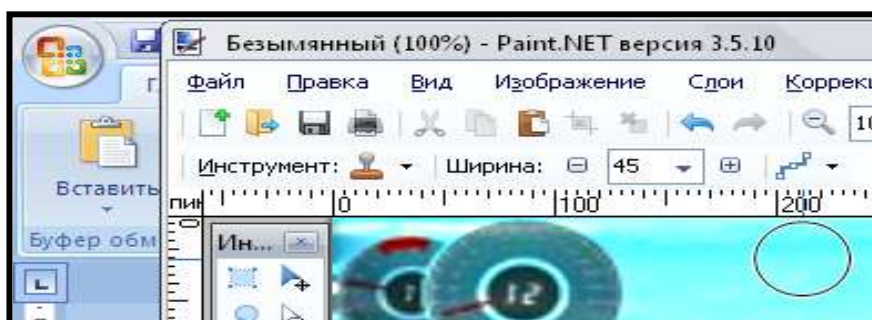 Безымянный (100%) - Paint.NET версия 3.5.10
Файл Правка Вид Изображение Слои
Инструмент: Ширина: 45
Вставить
0 100 200
Буфер
Ин...
12